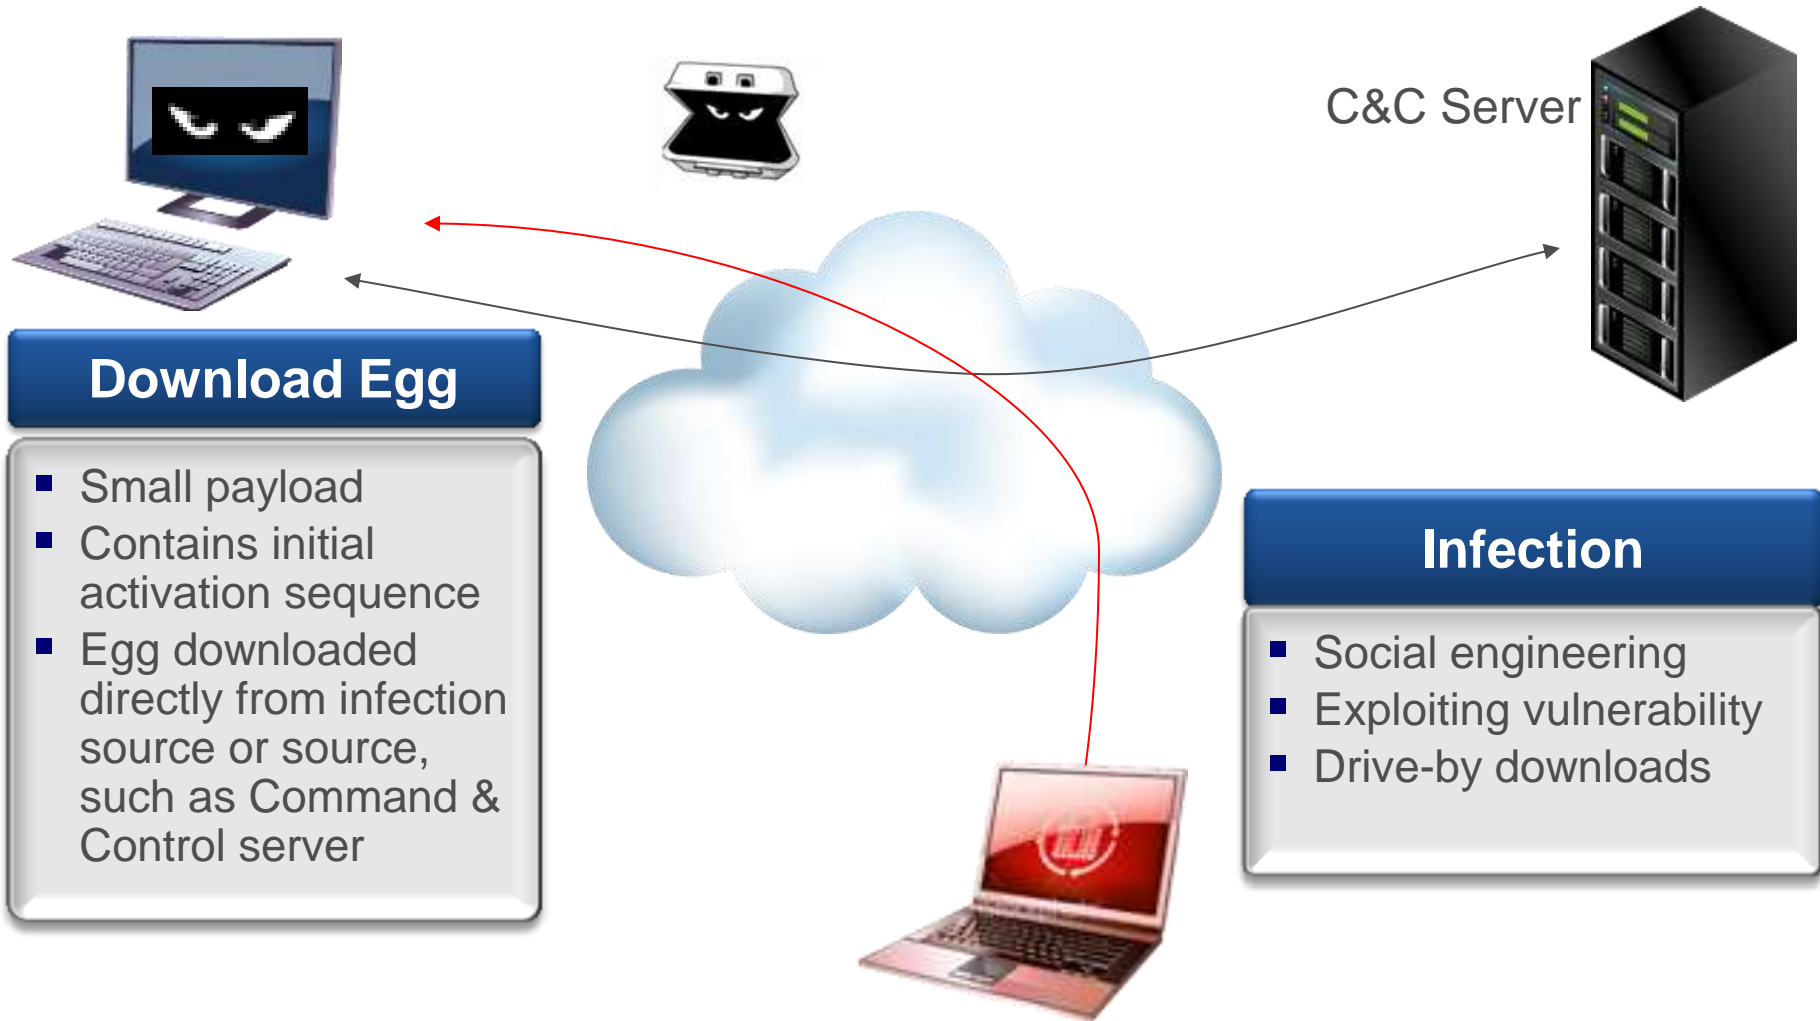 C&C Server
Download Egg
Small payload
Contains initial
activation sequence
Egg downloaded
directly from infection
source or source,
such as Command &
Control server
Infection
Social engineering
Exploiting vulnerability
Drive-by downloads